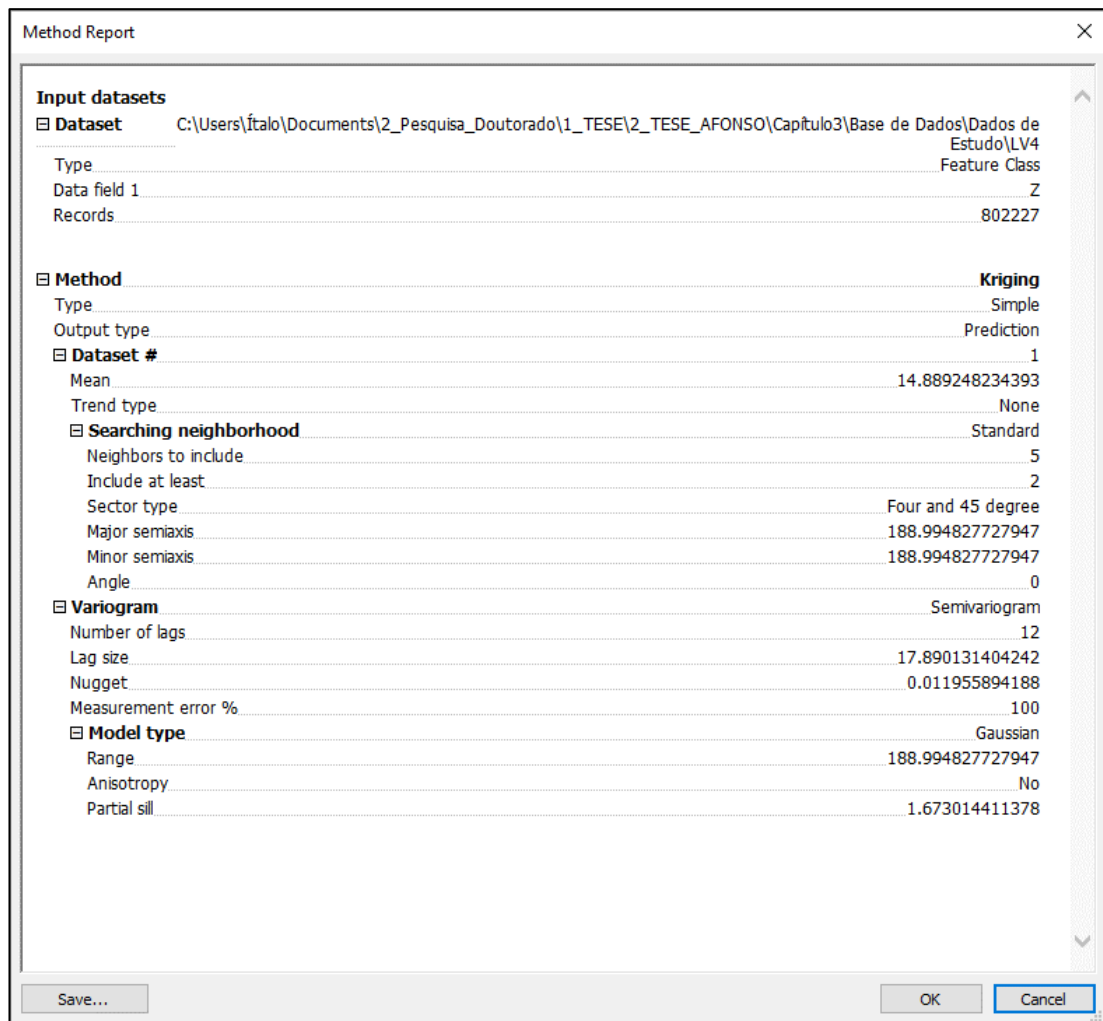 Method Report
Input datasets
Dataset C:\Users\Ítalo\Documents\2_Pesquisa_Doutorado\1_TESE\2_TESE_AFONSO\Capítulo3\Base de Dados\Dados de
Estudo\LV4
Type Feature Class
Data field 1 Z
Records 802227
Method Kriging
Type Simple
Output type Prediction
Dataset # 1
Mean 14.889248234393
Trend type None
Searching neighborhood Standard
Neighbors to include 5
Include at least 2
Sector type Four and 45 degree
Major semiaxis 188.994827727947
Minor semiaxis 188.994827727947
Angle 0
Variogram Semivariogram
Number of lags 12
Lag size 17.890131404242
Nugget 0.011955894188
Measurement error % 100
Model type Gaussian
Range 188.994827727947
Anisotropy No
Partial sill 1.673014411378
Save... OK Cancel